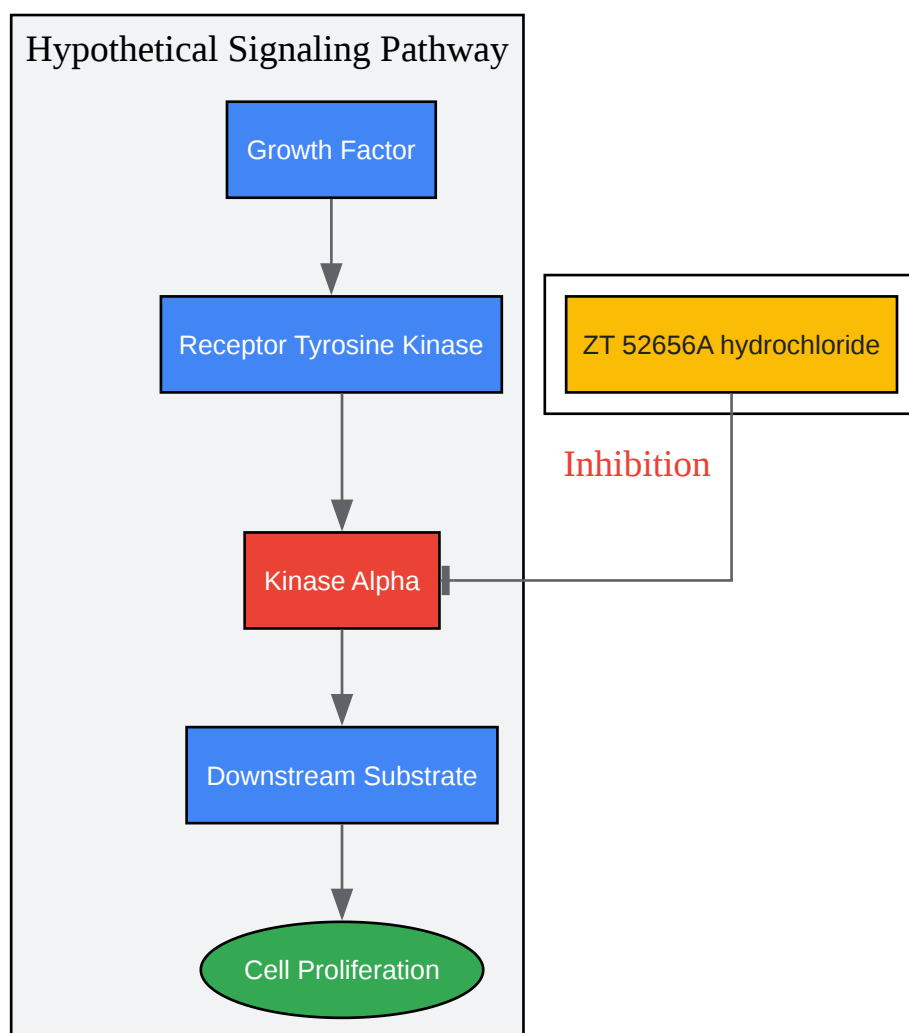 Hypothetical Signaling Pathway
Growth Factor
Receptor Tyrosine Kinase
ZT 52656A hydrochloride
Inhibition
Kinase Alpha
Downstream Substrate
Cell Proliferation